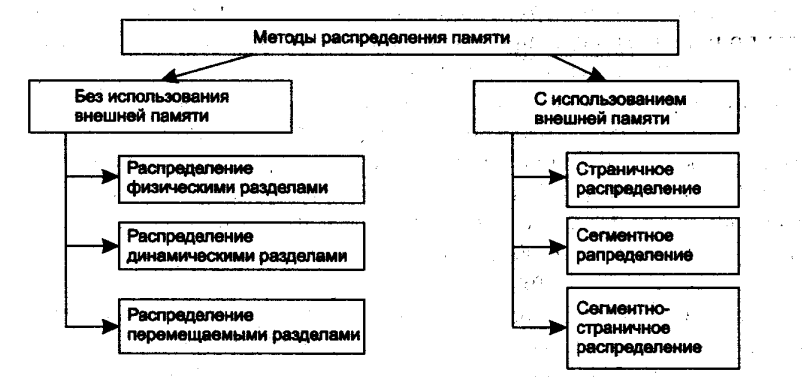 Методы распределения памяти
Без использования
внешней памяти
Распределение
физическими разделами
Распределение
динамическими разделами
Распределение
перемещаемыми разделами
С использованием
внешней памяти
Страничное
распределение
Сегментное
рапределение
Сегментно-
страничное
распределение